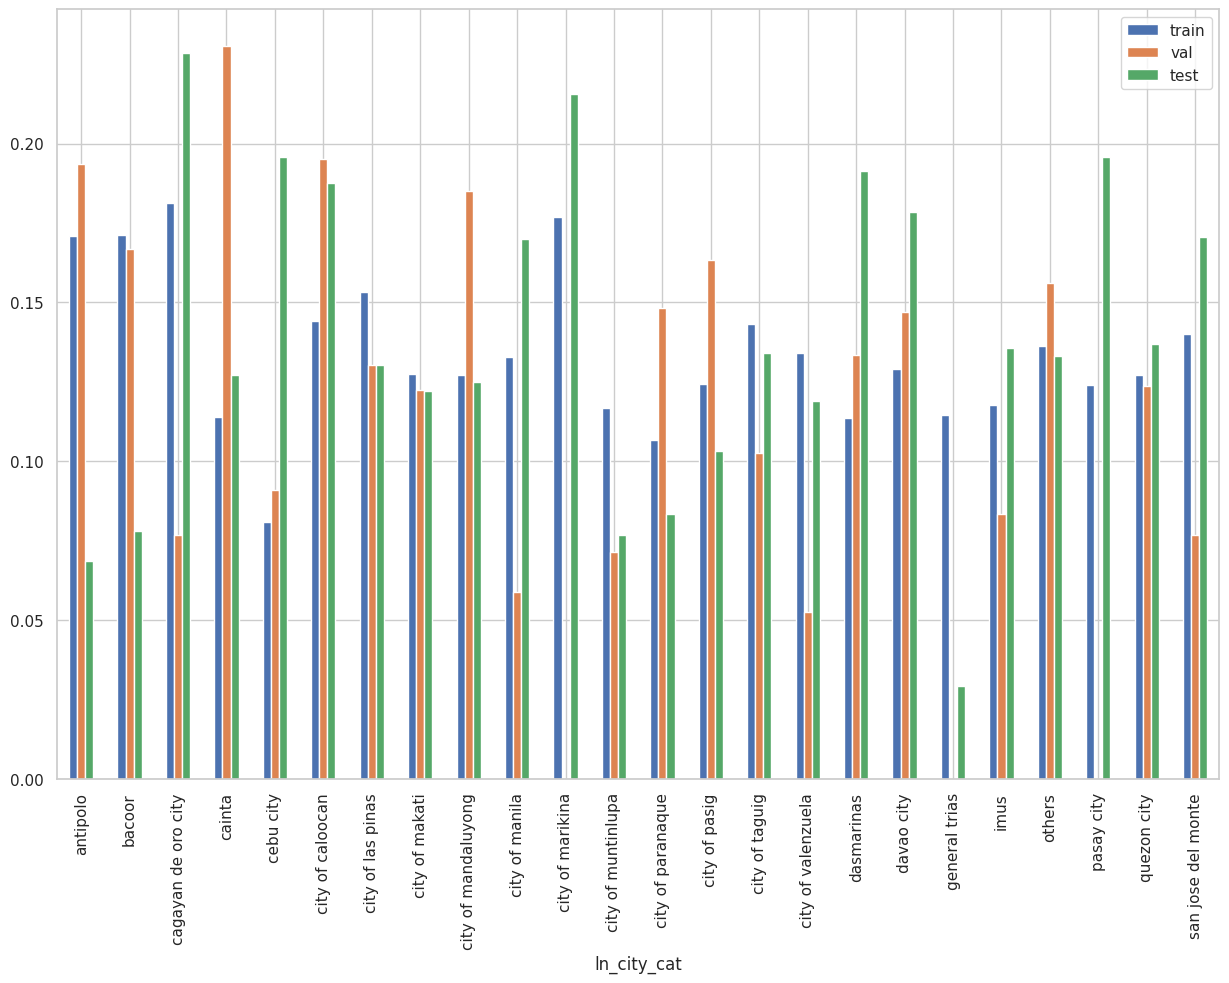 train
val
test
0.20
0.15
0.10
0.05
0.00
antipolo
bacoor
cagayan de oro city
cainta
cebu city
city of caloocan
city of las pinas
city of makati
city of mandaluyong
city of manila
city of marikina
city of muntinlupa
city of paranaque
city of pasig
city of taguig
city of valenzuela
dasmarinas
davao city
general trias
imus
others
pasay city
quezon city
san jose del monte
ln_city_cat